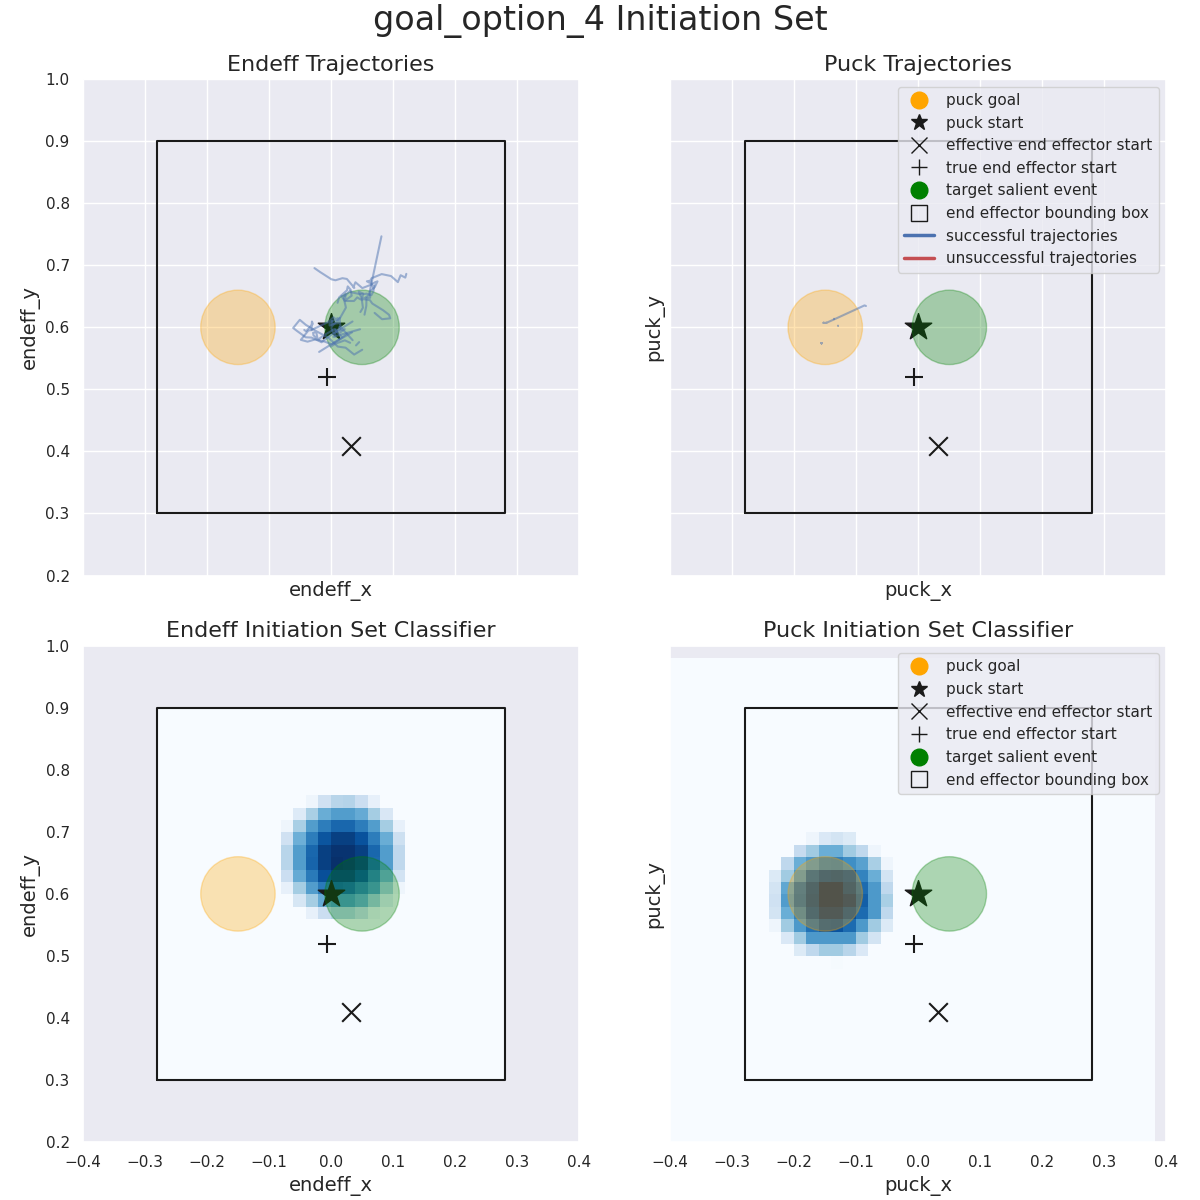 goal_option_4 Initiation Set
Endeff Trajectories
1.0
0.9
0.8
0.7
0.6
0.5
0.4
0.3
0.2
endeff_y
endeff_x
Puck Trajectories
puck goal
puck start
effective end effector start
true end effector start
target salient event
end effector bounding box
successful trajectories
unsuccessful trajectories
puck_y
puck_x
Endeff Initiation Set Classifier
1.0
0.9
0.8
0.7
0.6
0.5
0.4
0.3
0.2
endeff_y
−0.4 −0.3 −0.2 −0.1 0.0 0.1 0.2 0.3 0.4
endeff_x
Puck Initiation Set Classifier
puck goal
puck start
effective end effector start
true end effector start
target salient event
end effector bounding box
puck_y
−0.4 −0.3 −0.2 −0.1 0.0 0.1 0.2 0.3 0.4
puck_x